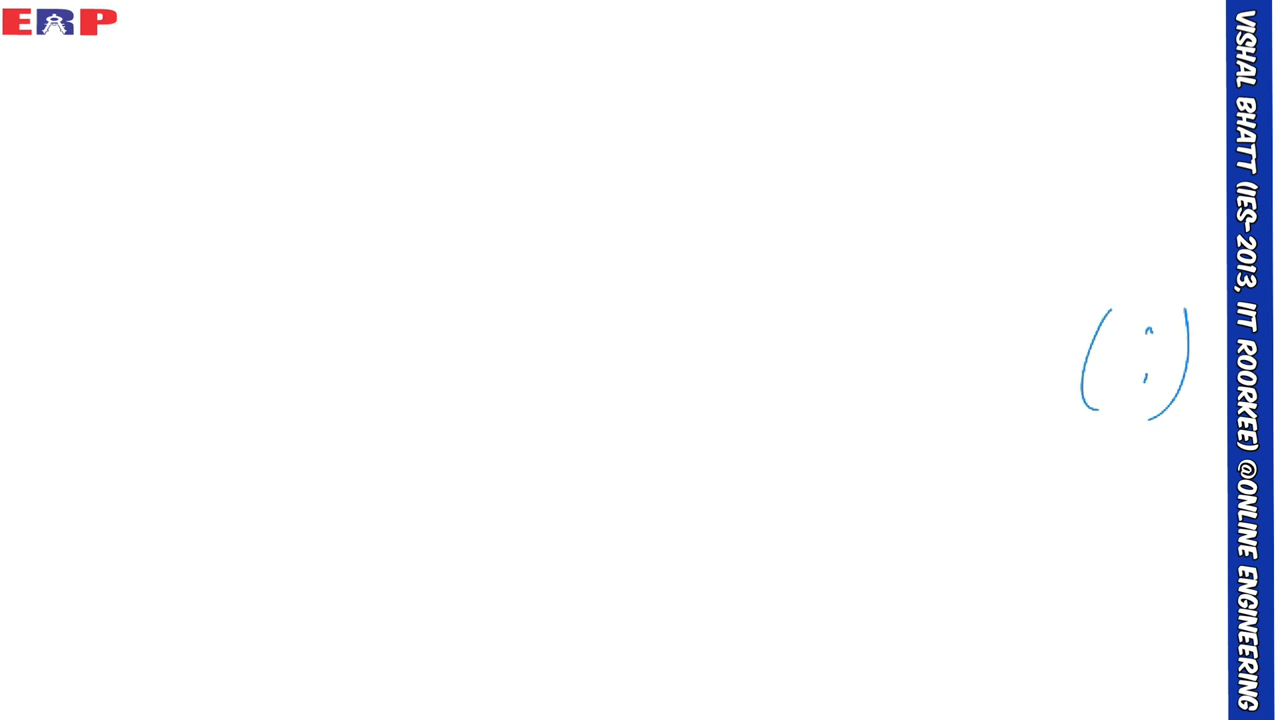 ERP
VISHAL BHATT (IES-2013, IIT ROORKEE) @ONLINE ENGINEERING
( : )